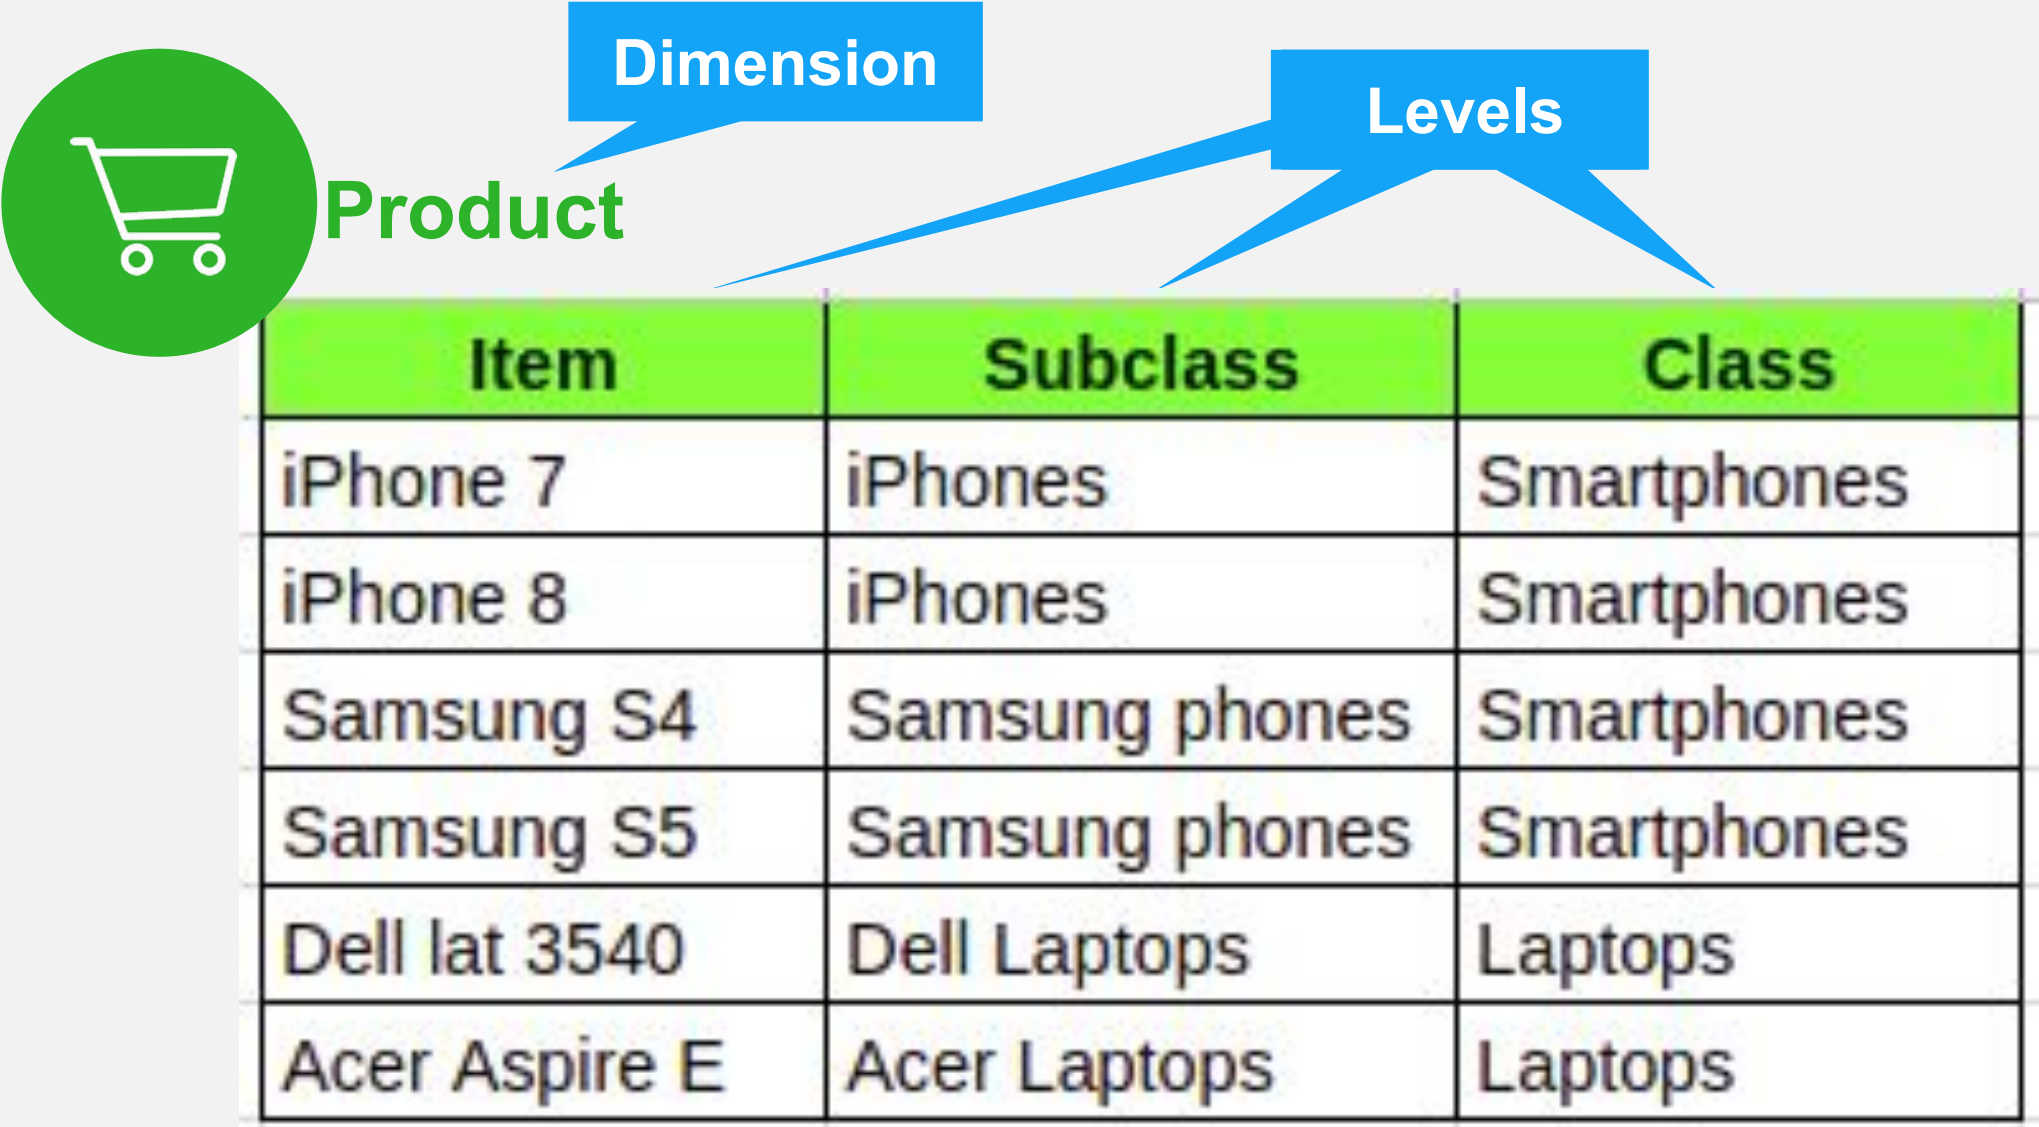 Dimension
Levels
Product
Item Subclass Class
iPhone 7 iPhones Smartphones
iPhone 8 iPhones Smartphones
Samsung S4 Samsung phones Smartphones
Samsung S5 Samsung phones Smartphones
Dell lat 3540 Dell Laptops Laptops
Acer Aspire E Acer Laptops Laptops